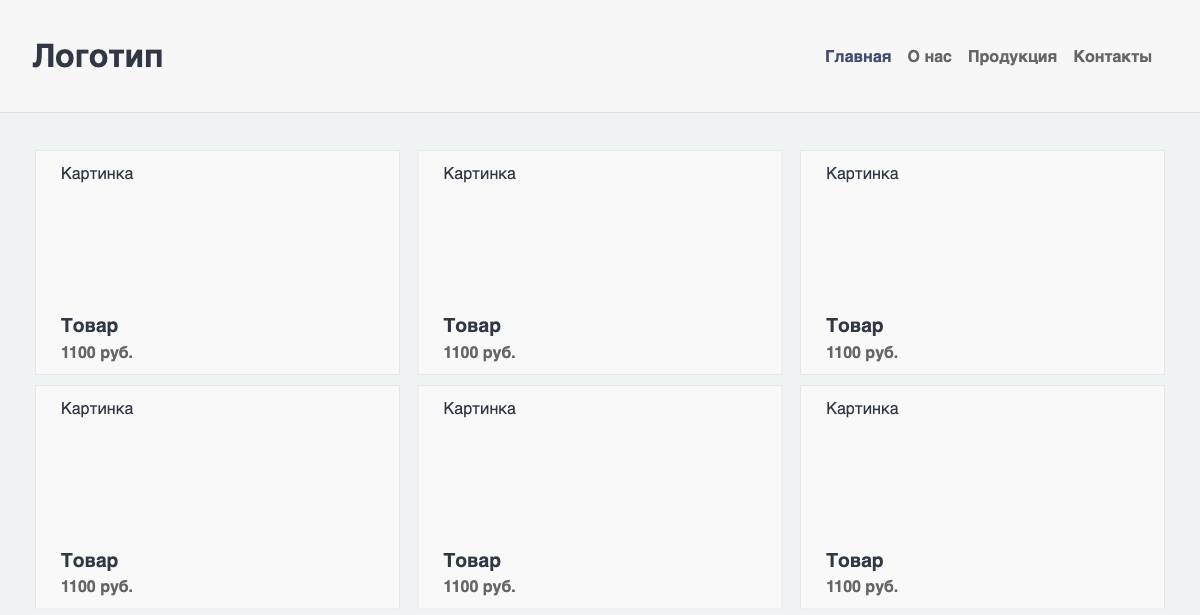 Логотип
Главная О нас Продукция Контакты
Картинка Картинка Картинка
Товар Товар Товар
1100 руб. 1100 руб. 1100 руб.
Картинка Картинка Картинка
Товар Товар Товар
1100 руб. 1100 руб. 1100 руб.